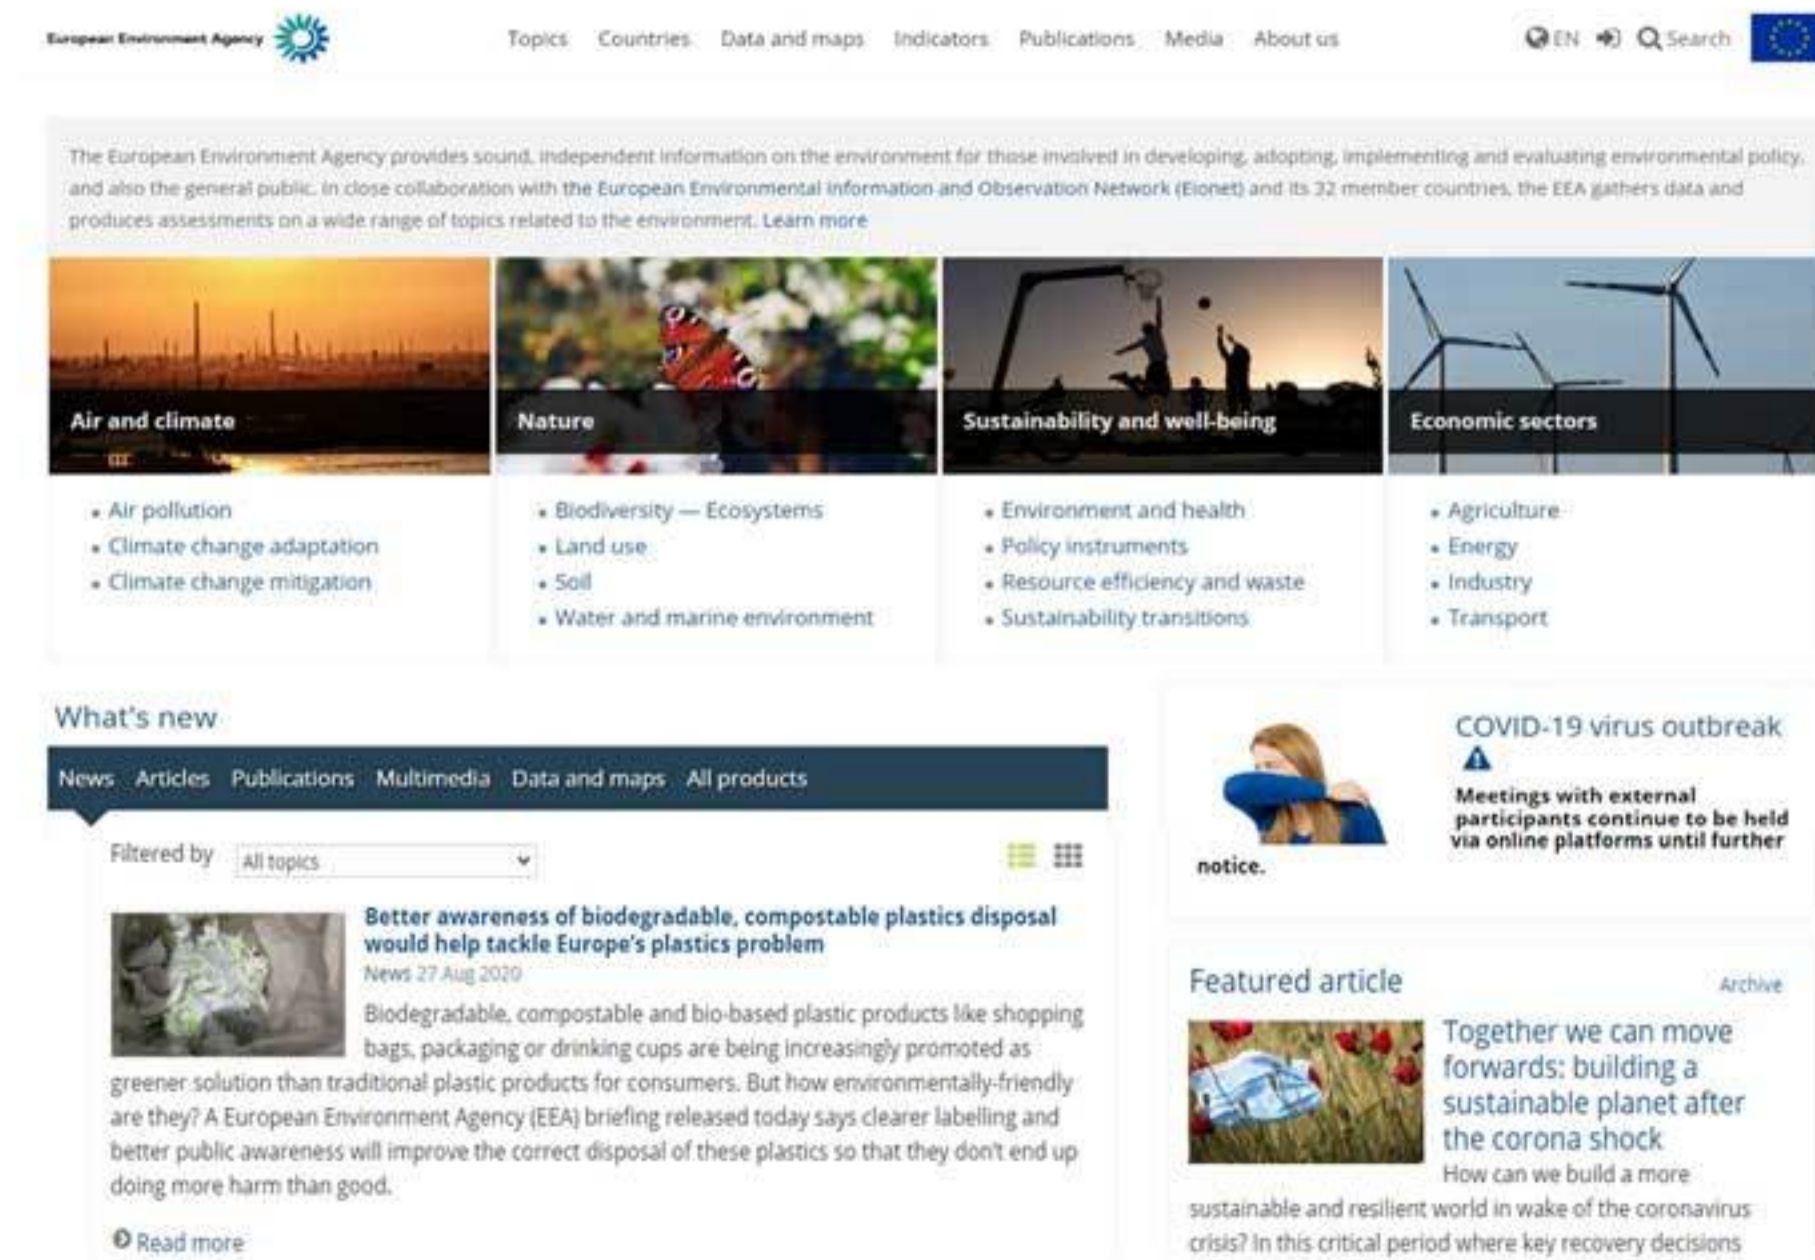 European Environment Agency
Topics Countries Data and maps Indicators Publications Media About us
EN Search
The European Environment Agency provides sound, independent information on the environment for those involved in developing, adopting, implementing and evaluating environmental policy,
and also the general public. In close collaboration with the European Environmental Information and Observation Network (Eionet) and its 32 member countries, the EEA gathers data and
produces assessments on a wide range of topics related to the environment. Learn more
Air and climate
Air pollution
Climate change adaptation
Climate change mitigation
Nature
Biodiversity — Ecosystems
Land use
Soil
Water and marine environment
Sustainability and well-being
Environment and health
Policy instruments
Resource efficiency and waste
Sustainability transitions
Economic sectors
Agriculture
Energy
Industry
Transport
What's new
News Articles Publications Multimedia Data and maps All products
Filtered by All topics
Better awareness of biodegradable, compostable plastics disposal
would help tackle Europe's plastics problem
News 27 Aug 2020
Biodegradable, compostable and bio-based plastic products like shopping
bags, packaging or drinking cups are being increasingly promoted as
greener solution than traditional plastic products for consumers. But how environmentally-friendly
are they? A European Environment Agency (EEA) briefing released today says clearer labelling and
better public awareness will improve the correct disposal of these plastics so that they don't end up
doing more harm than good.
Read more
COVID-19 virus outbreak
Meetings with external
participants continue to be held
via online platforms until further
notice.
Featured article
Archive
Together we can move
forwards: building a
sustainable planet after
the corona shock
How can we build a more
sustainable and resilient world in wake of the coronavirus
crisis? In this critical period where key recovery decisions